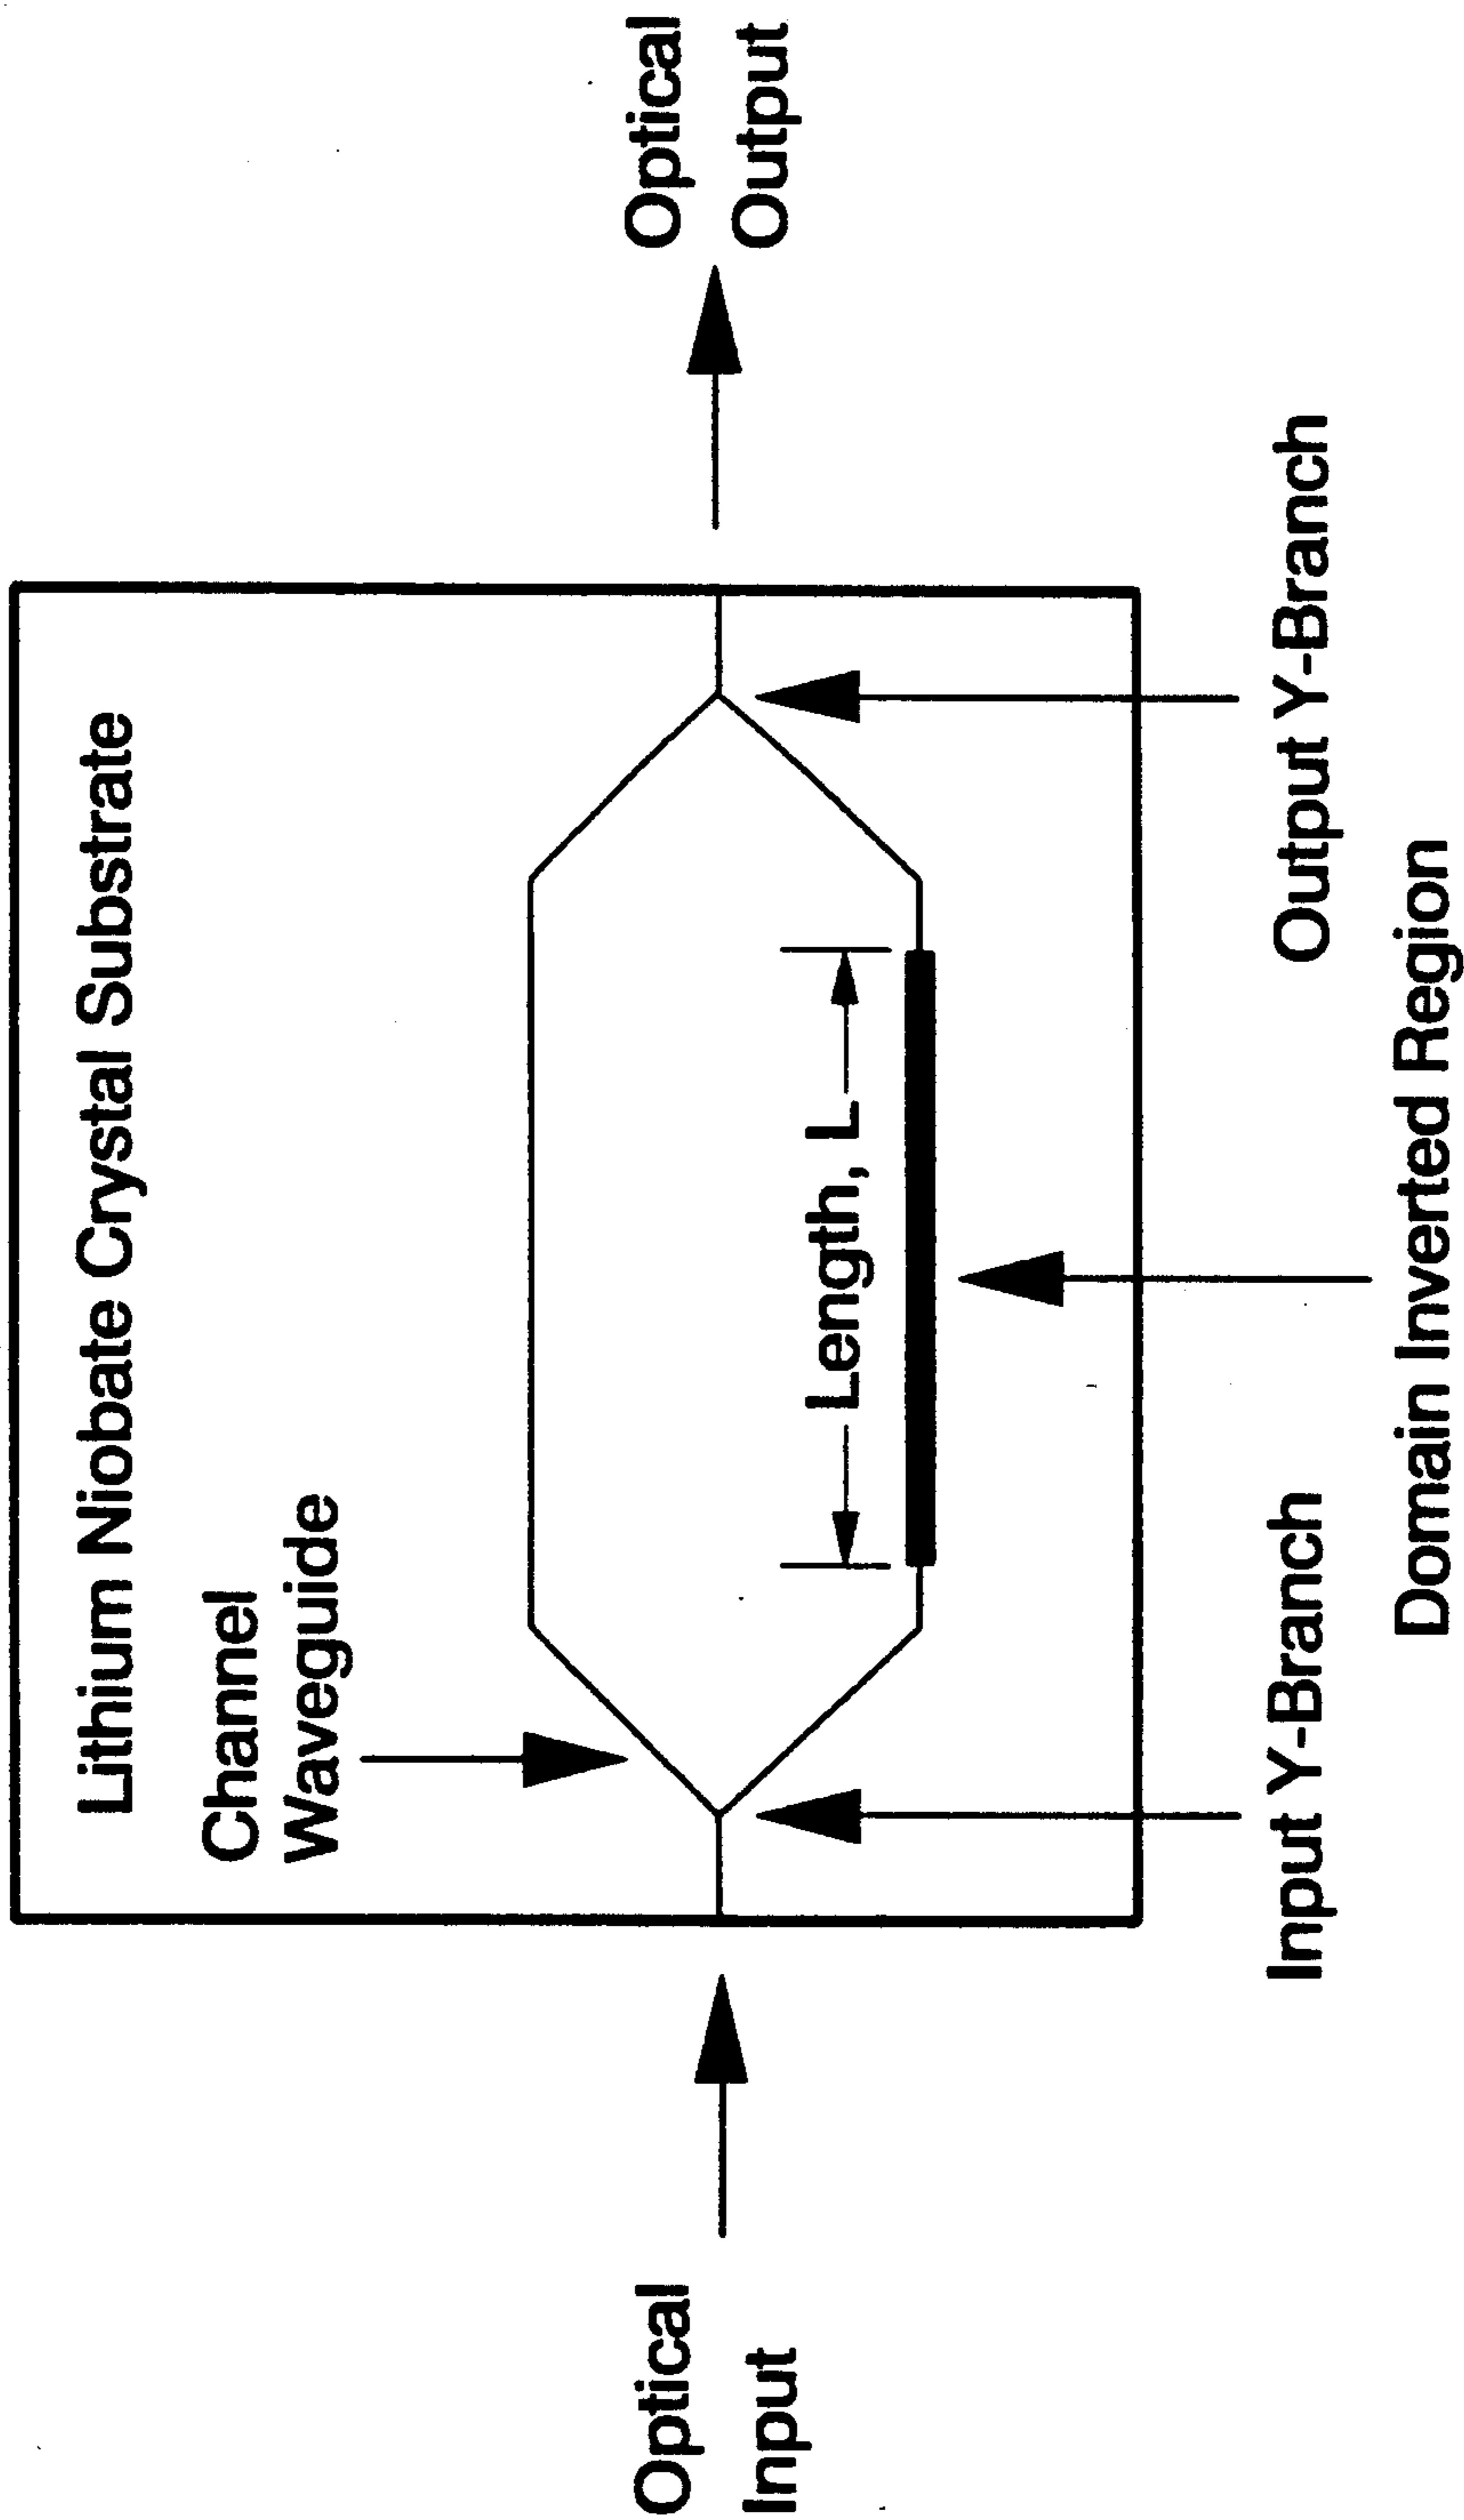 Lithium Niobate Crystal Substrate
Channel
Waveguide
Optical
Input
Optical
Output
Length, L
Input Y-Branch
Output Y-Branch
Domain Inverted Region